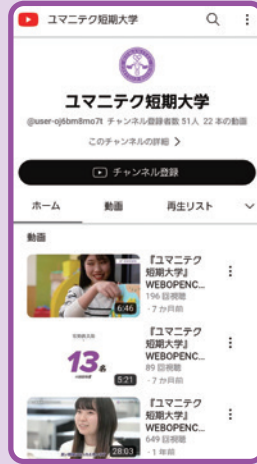 ユマニテク短期大学
ユマニテク短期大学
@user-oj6bm8mo7t チャンネル登録者数 51人 22 本の動画
このチャンネルの詳細 >
チャンネル登録
ホーム 動画 再生リスト
動画
『ユマニテク
短期大学』
WEBOPENC...
196 回視聴
・7 か月前
6:46
『ユマニテク
短期大学』
WEBOPENC...
89 回視聴
・7 か月前
13名
5:21
『ユマニテク
短期大学』
WEBOPENC...
649 回視聴
・1 年前
28:03